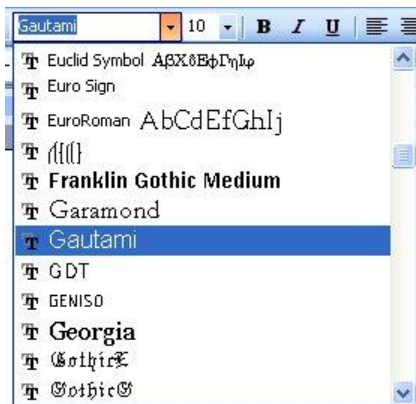 Gautami 10 B I U
Euclid Symbol ΑβΧδΕφΓηΙφ
Euro Sign
EuroRoman AbCdEfGhIj
Franklin Gothic Medium
Garamond
Gautami
GDT
GENISO
Georgia
GothicE
GothicG